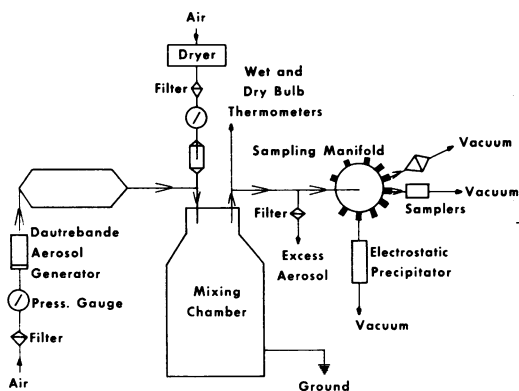 Air
Dryer
Filter
Wet and
Dry Bulb
Thermometers
Sampling Manifold
Vacuum
Vacuum
Samplers
Filter
Dautrebande
Aerosol
Generator
Excess
Aerosol
Electrostatic
Precipitator
Mixing
Chamber
Press. Gauge
Vacuum
Filter
Air
Ground